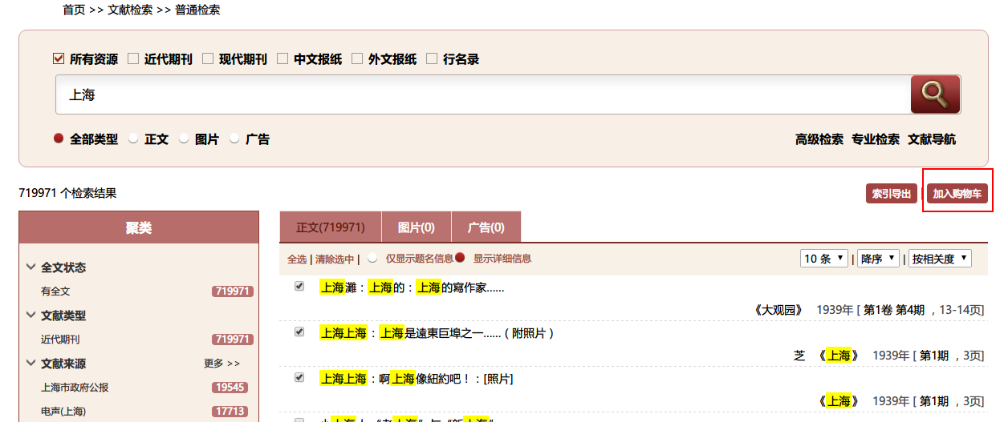 首页 >> 文献检索 >> 普通检索
所有资源 近代期刊 现代期刊 中文报纸 外文报纸 行名录
上海
全部类型 正文 图片 广告 高级检索 专业检索 文献导航
719971 个检索结果 索引导出 加入购物车
聚类
正文(719971) 图片(0) 广告(0)
全选 | 清除选中 | 仅显示题名信息 显示详细信息 10 条 | 降序 | 按相关度
全文状态
有全文 719971
文献类型
近代期刊 719971
文献来源 更多 >>
上海市政府公报 19545
电声(上海) 17713
上海灘：上海的：上海的寫作家......
《大观园》 1939年 [ 第1卷 第4期 ，13-14页]
上海上海：上海是遠東巨埠之一......（附照片）
芝 《上海》 1939年 [ 第1期 ，3页]
上海上海：啊上海像紐約吧！：[照片]
《上海》 1939年 [ 第1期 ，3页]